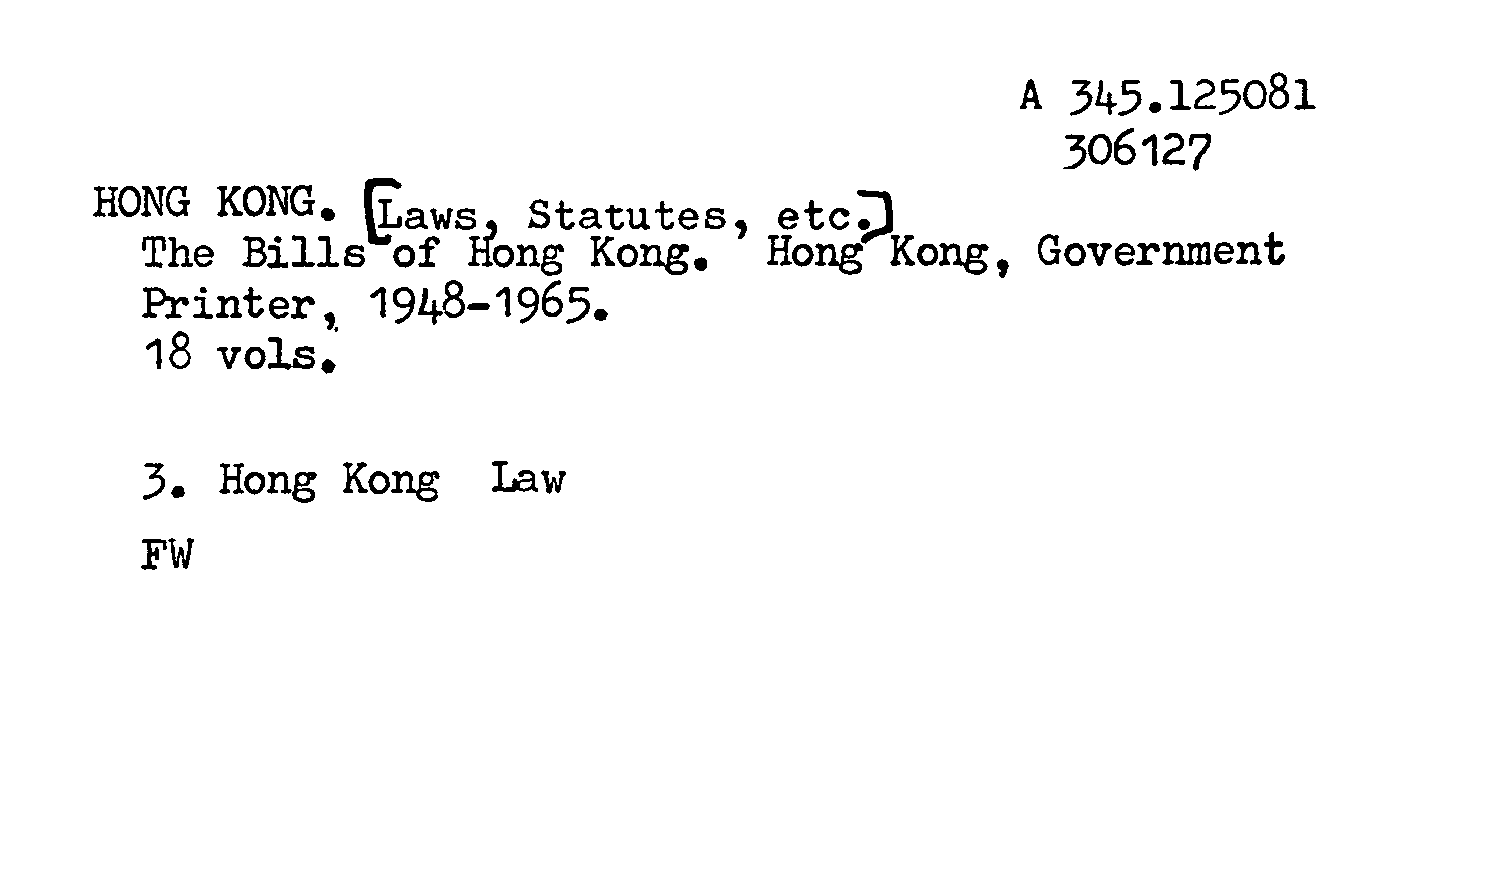 A 345.125081
306127
HONG KONG. [Laws, Statutes, etc.]
The Bills of Hong Kong. Hong Kong, Government
Printer, 1948-1965.
18 vols.
3. Hong Kong Law
FW